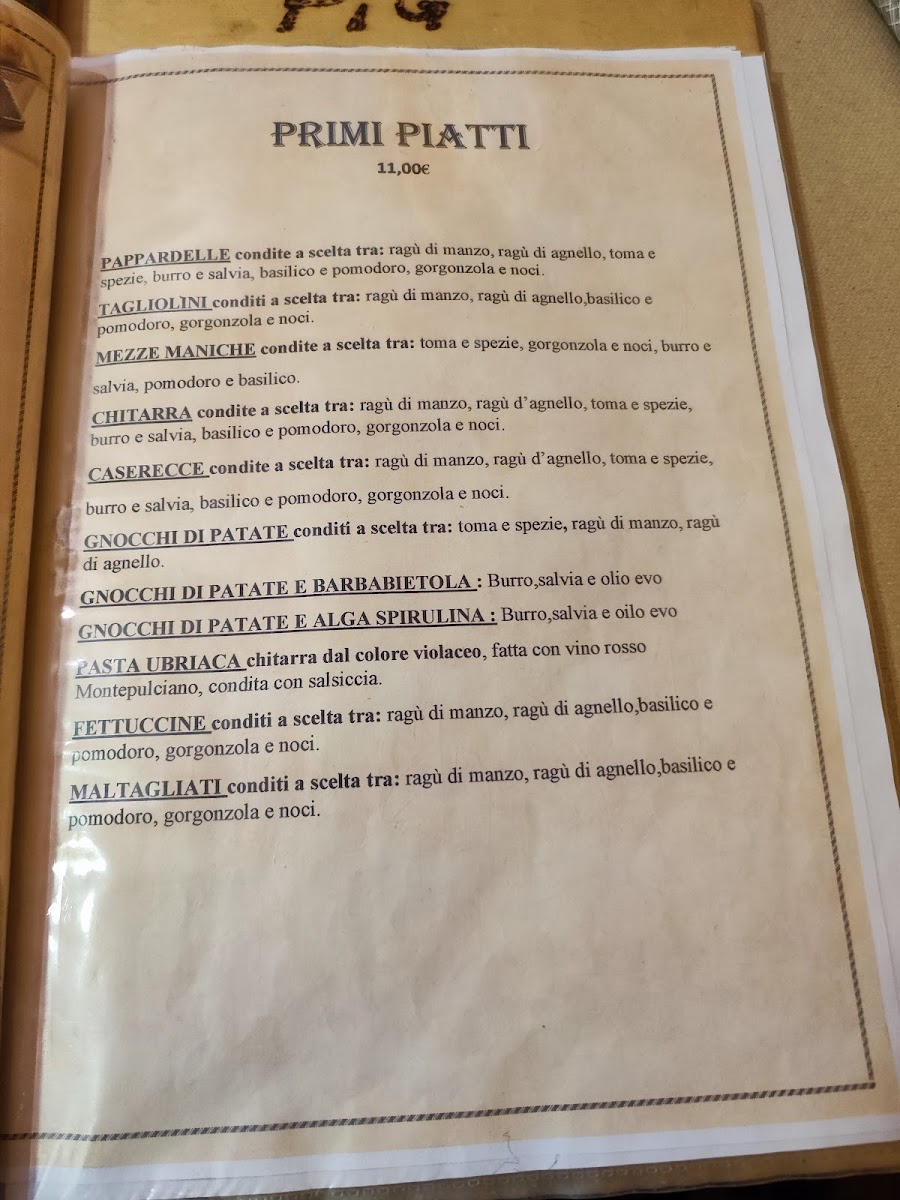 PIG
PRIMI PIATTI
11,00€
PAPPARDELLE condite a scelta tra: ragù di manzo, ragù di agnello, toma e
spezie, burro e salvia, basilico e pomodoro, gorgonzola e noci.
TAGLIOLINI conditi a scelta tra: ragù di manzo, ragù di agnello,basilico e
pomodoro, gorgonzola e noci.
MEZZE MANICHE condite a scelta tra: toma e spezie, gorgonzola e noci, burro e
salvia, pomodoro e basilico.
CHITARRA condite a scelta tra: ragù di manzo, ragù d'agnello, toma e spezie,
burro e salvia, basilico e pomodoro, gorgonzola e noci.
CASERECCE condite a scelta tra: ragù di manzo, ragù d'agnello, toma e spezie,
burro e salvia, basilico e pomodoro, gorgonzola e noci.
GNOCCHI DI PATATE conditi a scelta tra: toma e spezie, ragù di manzo, ragù
di agnello.
GNOCCHI DI PATATE E BARBABIETOLA : Burro,salvia e olio evo
GNOCCHI DI PATATE E ALGA SPIRULINA : Burro,salvia e oilo evo
PASTA UBRIACA chitarra dal colore violaceo, fatta con vino rosso
Montepulciano, condita con salsiccia.
FETTUCCINE conditi a scelta tra: ragù di manzo, ragù di agnello,basilico e
pomodoro, gorgonzola e noci.
MALTAGLIATI conditi a scelta tra: ragù di manzo, ragù di agnello,basilico e
pomodoro, gorgonzola e noci.